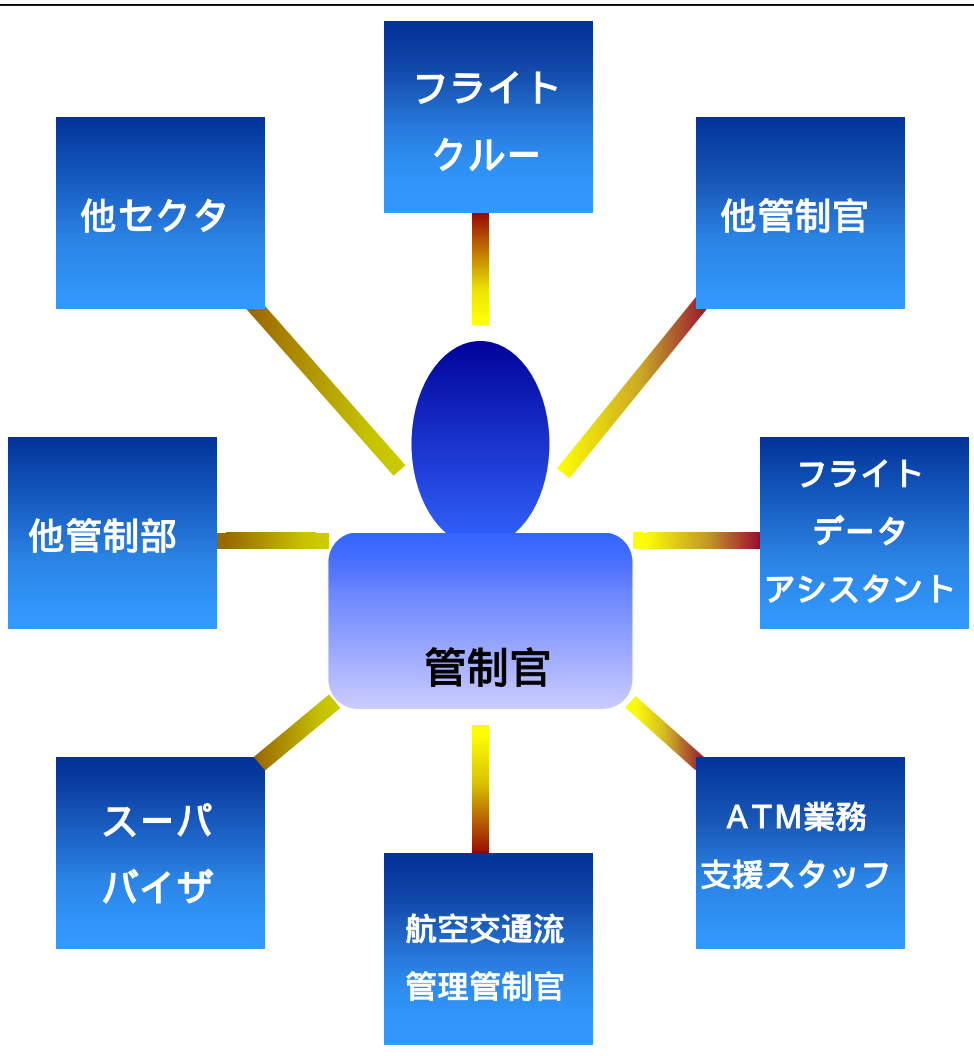 フライト
クルー
他セクタ
他管制官
他管制部
フライト
データ
アシスタント
管制官
スーパ
バイザ
ATM業務
支援スタッフ
航空交通流
管理管制官